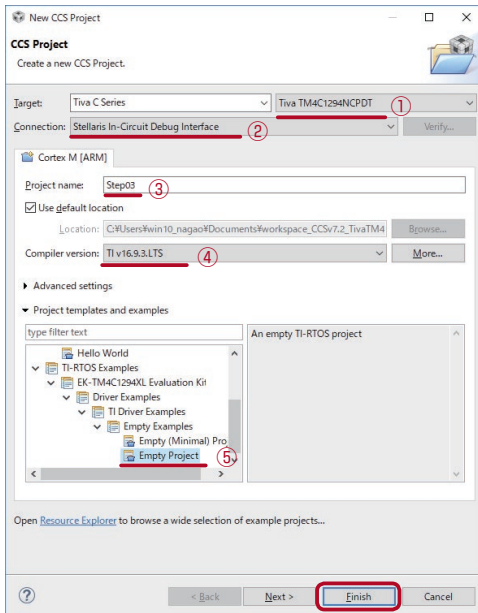 New CCS Project
CCS Project
Create a new CCS Project.
Target: Tiva C Series Tiva TM4C1294NCPDT ①
Connection: Stellaris In-Circuit Debug Interface ② Verify...
Cortex M [ARM]
Project name: Step03 ③
Use default location
Location: C:¥Users¥win10_nagao¥Documents¥workspace_CCSv7.2_TivaTM4 Browse...
Compiler version: TI v16.9.3.LTS ④ More...
Advanced settings
Project templates and examples
type filter text
An empty TI-RTOS project
Hello World
TI-RTOS Examples
EK-TM4C1294XL Evaluation Kit
Driver Examples
TI Driver Examples
Empty Examples
Empty (Minimal) Pro
Empty Project ⑤
Open Resource Explorer to browse a wide selection of example projects...
? < Back Next > Finish Cancel